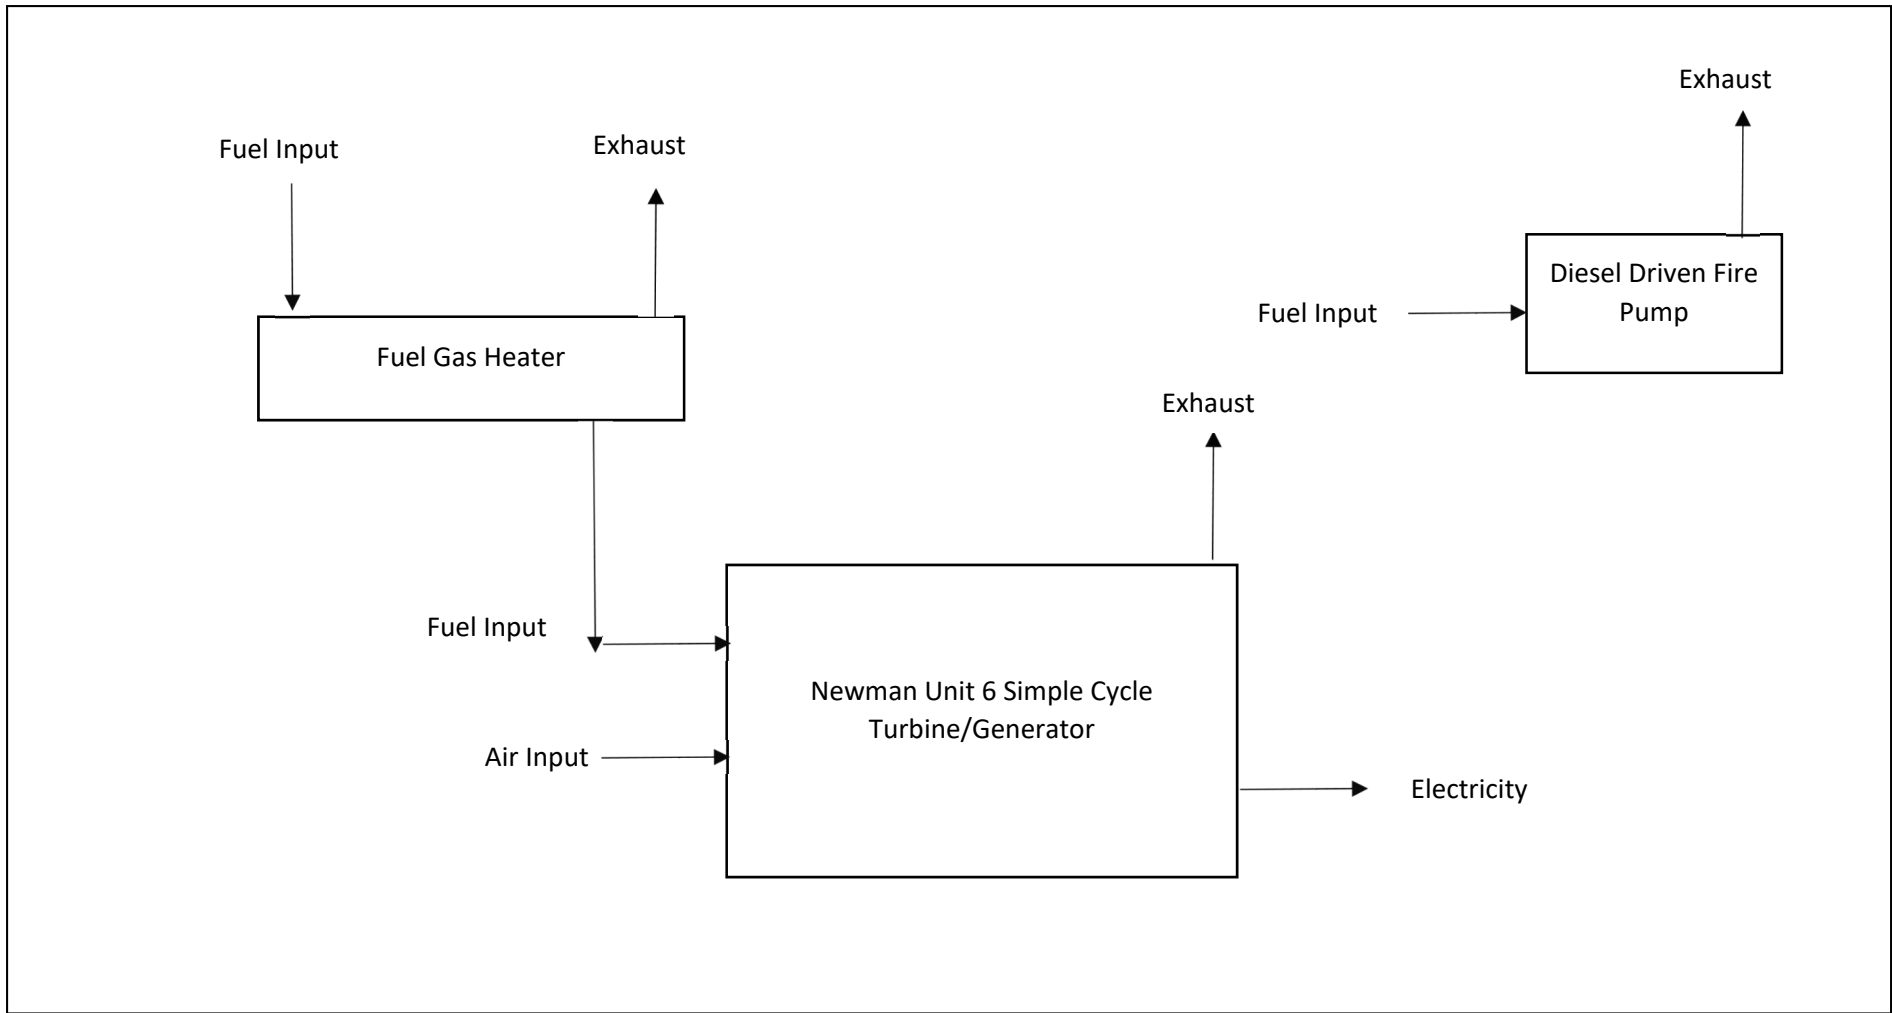 Exhaust
Fuel Input
Exhaust
Diesel Driven Fire
Pump
Fuel Input
Fuel Gas Heater
Exhaust
Fuel Input
Newman Unit 6 Simple Cycle
Turbine/Generator
Air Input
Electricity